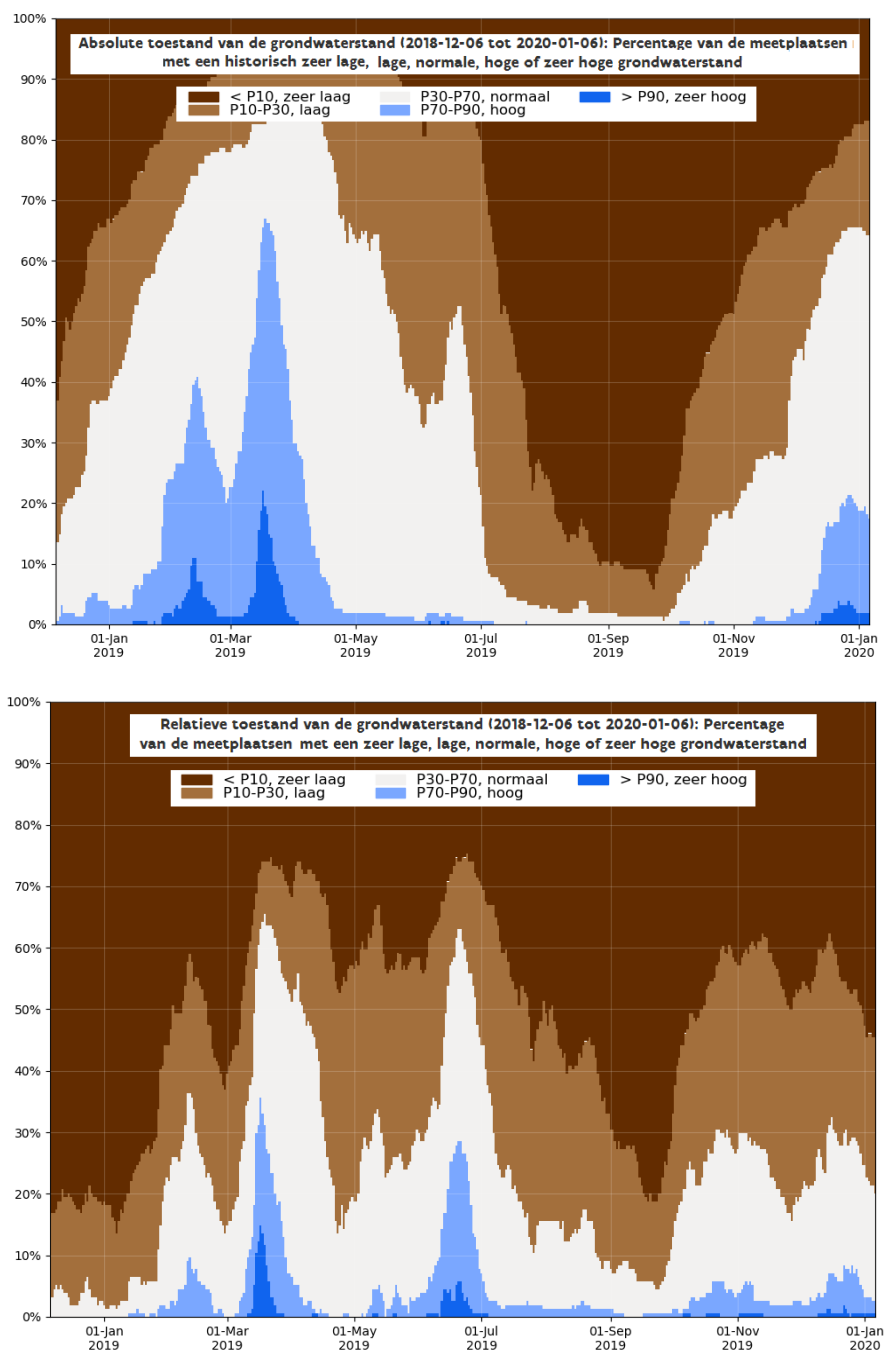 100%
Absolute toestand van de grondwaterstand (2018-12-06 tot 2020-01-06): Percentage van de meetplaatsen
met een historisch zeer lage, lage, normale, hoge of zeer hoge grondwaterstand
90%
< P10, zeer laag
P30-P70, normaal
> P90, zeer hoog
P10-P30, laag
P70-P90, hoog
80%
70%
60%
50%
40%
30%
20%
10%
0%
01-Jan 01-Mar 01-May 01-Jul 01-Sep 01-Nov 01-Jan
2019 2019 2019 2019 2019 2019 2020
100%
Relatieve toestand van de grondwaterstand (2018-12-06 tot 2020-01-06): Percentage
van de meetplaatsen met een zeer lage, lage, normale, hoge of zeer hoge grondwaterstand
90%
< P10, zeer laag
P30-P70, normaal
> P90, zeer hoog
P10-P30, laag
P70-P90, hoog
80%
70%
60%
50%
40%
30%
20%
10%
0%
01-Jan 01-Mar 01-May 01-Jul 01-Sep 01-Nov 01-Jan
2019 2019 2019 2019 2019 2019 2020